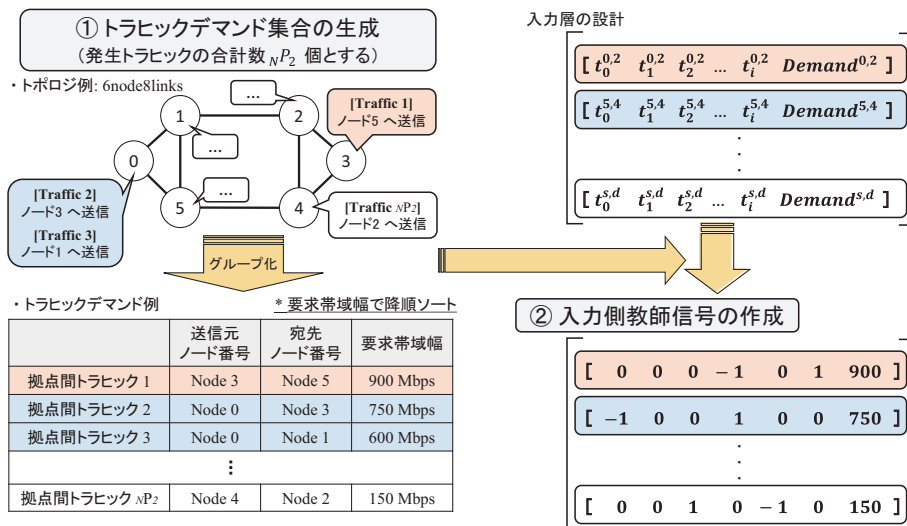 ① トラヒックデマンド集合の生成
(発生トラヒックの合計数 NP2 個とする)
・トポロジ例: 6node8links
...
[Traffic 1]
ノード5 へ送信
1
2
...
0
3
...
5
4
[Traffic 2]
ノード3 へ送信
[Traffic 3]
ノード1 へ送信
[Traffic NP2]
ノード2 へ送信
グループ化
・トラヒックデマンド例
* 要求帯域幅で降順ソート
送信元 ノード番号 宛先 ノード番号 要求帯域幅
拠点間トラヒック 1 Node 3 Node 5 900 Mbps
拠点間トラヒック 2 Node 0 Node 3 750 Mbps
拠点間トラヒック 3 Node 0 Node 1 600 Mbps
⋮
拠点間トラヒック NP2 Node 4 Node 2 150 Mbps
入力層の設計
[ t_0^{0,2} t_1^{0,2} t_2^{0,2} ... t_i^{0,2} Demand^{0,2} ]
[ t_0^{5,4} t_1^{5,4} t_2^{5,4} ... t_i^{5,4} Demand^{5,4} ]
⋮
[ t_0^{s,d} t_1^{s,d} t_2^{s,d} ... t_i^{s,d} Demand^{s,d} ]
② 入力側教師信号の作成
[ 0 0 0 −1 0 1 900 ]
[ −1 0 0 1 0 0 750 ]
⋮
[ 0 0 1 0 −1 0 150 ]